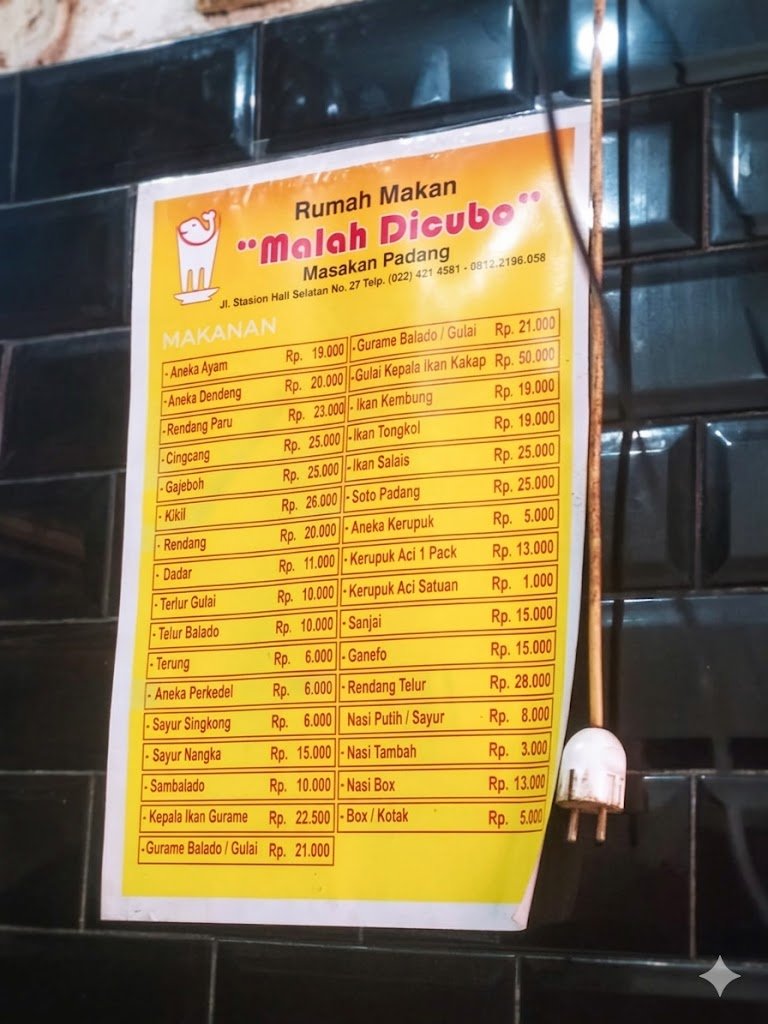 Rumah Makan
"Malah Dicubo"
Masakan Padang
Jl. Stasion Hall Selatan No. 27 Telp. (022) 421 4581 - 0812.2196.058
MAKANAN
- Aneka Ayam Rp. 19.000
- Aneka Dendeng Rp. 20.000
- Rendang Paru Rp. 23.000
- Cingcang Rp. 25.000
- Gajeboh Rp. 25.000
- Kikil Rp. 26.000
- Rendang Rp. 20.000
- Dadar Rp. 11.000
- Terlur Gulai Rp. 10.000
- Telur Balado Rp. 10.000
- Terung Rp. 6.000
- Aneka Perkedel Rp. 6.000
- Sayur Singkong Rp. 6.000
- Sayur Nangka Rp. 15.000
- Sambalado Rp. 10.000
- Kepala Ikan Gurame Rp. 22.500
- Gurame Balado / Gulai Rp. 21.000
- Gurame Balado / Gulai Rp. 21.000
- Gulai Kepala Ikan Kakap Rp. 50.000
- Ikan Kembung Rp. 19.000
- Ikan Tongkol Rp. 19.000
- Ikan Salais Rp. 25.000
- Soto Padang Rp. 25.000
- Aneka Kerupuk Rp. 5.000
- Kerupuk Aci 1 Pack Rp. 13.000
- Kerupuk Aci Satuan Rp. 1.000
- Sanjai Rp. 15.000
- Ganefo Rp. 15.000
- Rendang Telur Rp. 28.000
Nasi Putih / Sayur Rp. 8.000
- Nasi Tambah Rp. 3.000
- Nasi Box Rp. 13.000
- Box / Kotak Rp. 5.000